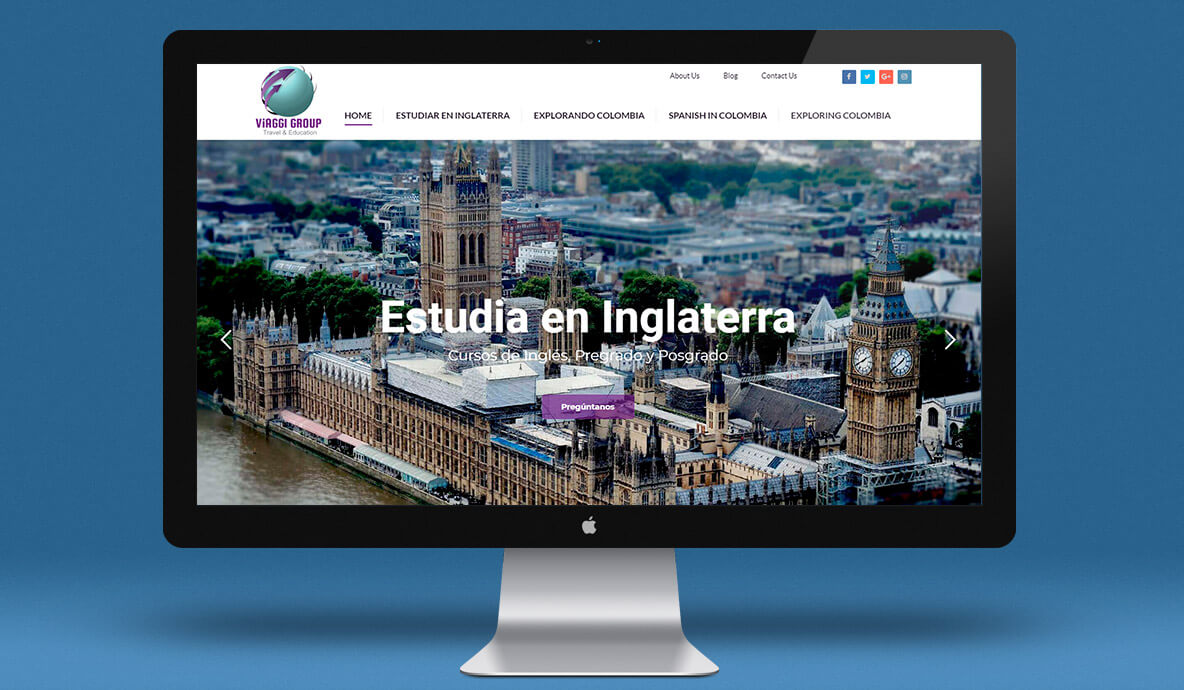 About Us Blog Contact Us
ViAGGI GROUP
Travel & Education
HOME ESTUDIAR EN INGLATERRA EXPLORANDO COLOMBIA SPANISH IN COLOMBIA EXPLORING COLOMBIA
Estudia en Inglaterra
Cursos de Inglés, Pregrado y Posgrado
Pregúntanos